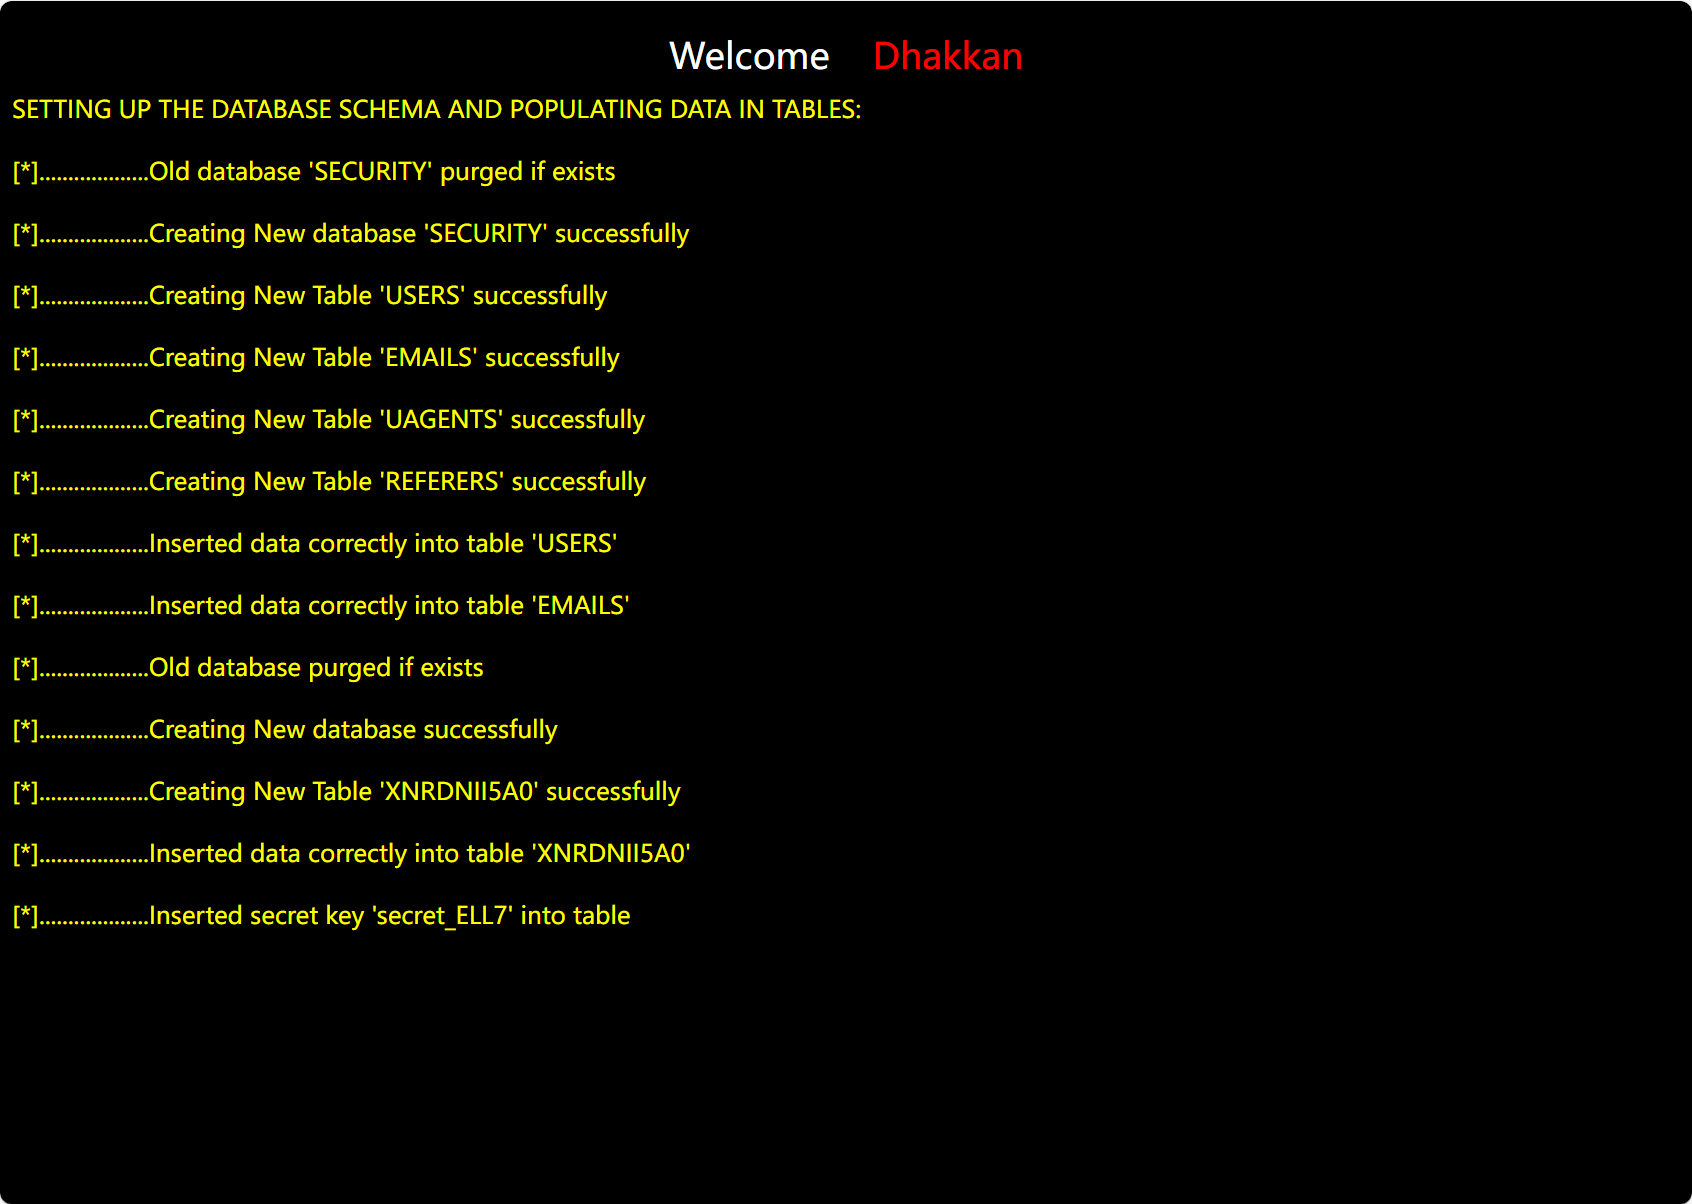 Welcome Dhakkan
SETTING UP THE DATABASE SCHEMA AND POPULATING DATA IN TABLES:
[*]...................Old database 'SECURITY' purged if exists
[*]...................Creating New database 'SECURITY' successfully
[*]...................Creating New Table 'USERS' successfully
[*]...................Creating New Table 'EMAILS' successfully
[*]...................Creating New Table 'UAGENTS' successfully
[*]...................Creating New Table 'REFERERS' successfully
[*]...................Inserted data correctly into table 'USERS'
[*]...................Inserted data correctly into table 'EMAILS'
[*]...................Old database purged if exists
[*]...................Creating New database successfully
[*]...................Creating New Table 'XNRDNII5A0' successfully
[*]...................Inserted data correctly into table 'XNRDNII5A0'
[*]...................Inserted secret key 'secret_ELL7' into table